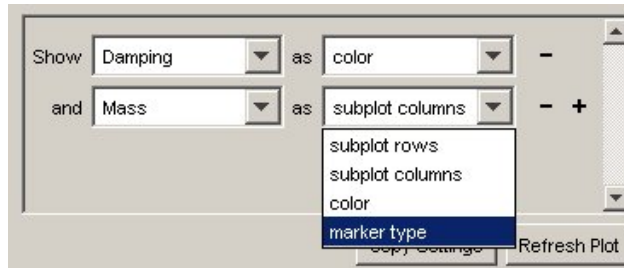 Show Damping as color −
and Mass as subplot columns − +
subplot rows
subplot columns
color
marker type
Refresh Plot